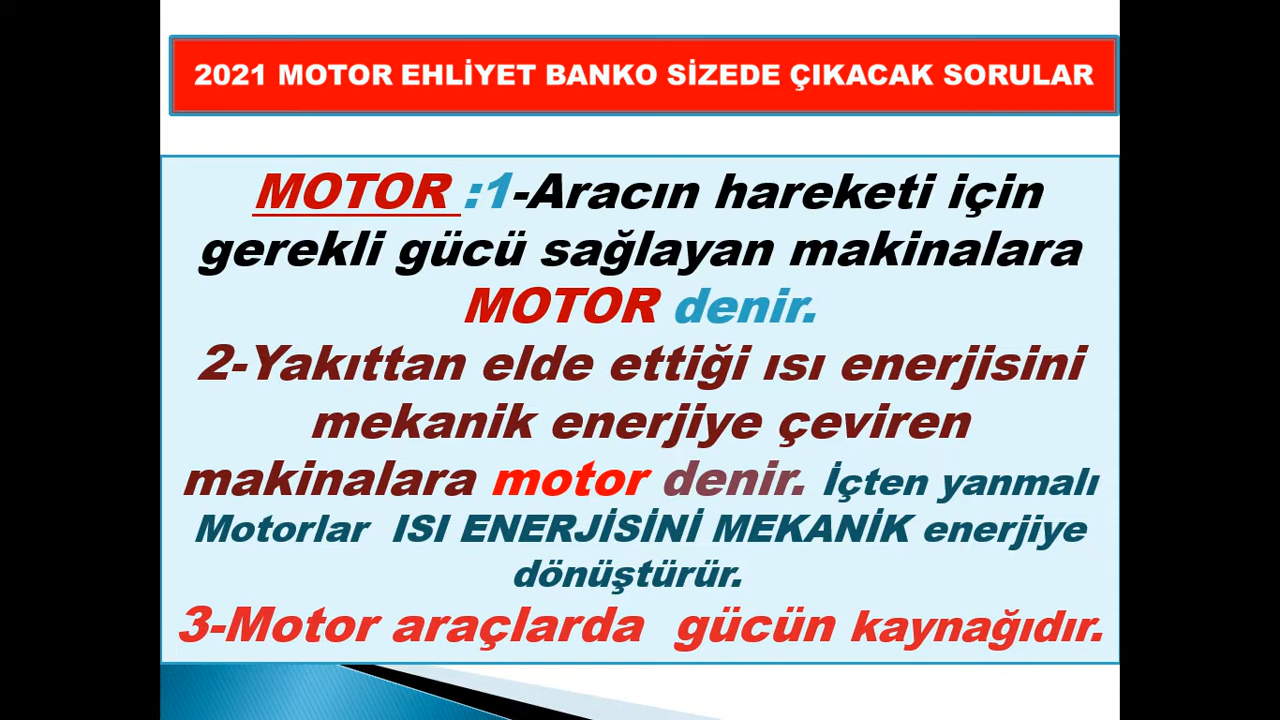 2021 MOTOR EHLİYET BANKO SİZEDE ÇIKACAK SORULAR
MOTOR :1-Aracın hareketi için
gerekli gücü sağlayan makinalara
MOTOR denir.
2-Yakıttan elde ettiği ısı enerjisini
mekanik enerjiye çeviren
makinalara motor denir. İçten yanmalı
Motorlar ISI ENERJİSİNİ MEKANİK enerjiye
dönüştürür.
3-Motor araçlarda gücün kaynağıdır.